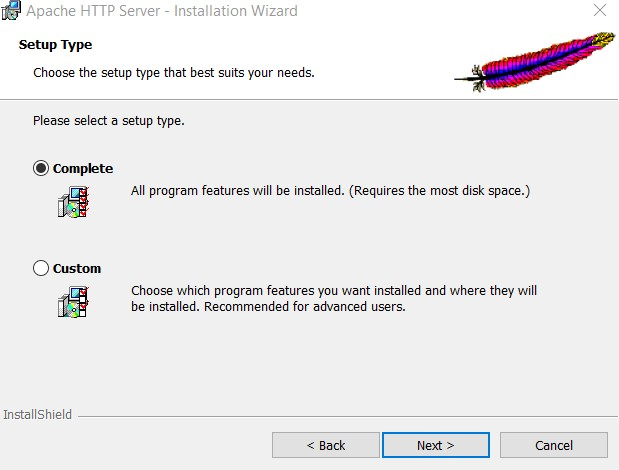 Apache HTTP Server - Installation Wizard
Setup Type
Choose the setup type that best suits your needs.
Please select a setup type.
Complete
All program features will be installed. (Requires the most disk space.)
Custom
Choose which program features you want installed and where they will
be installed. Recommended for advanced users.
InstallShield
< Back
Next >
Cancel